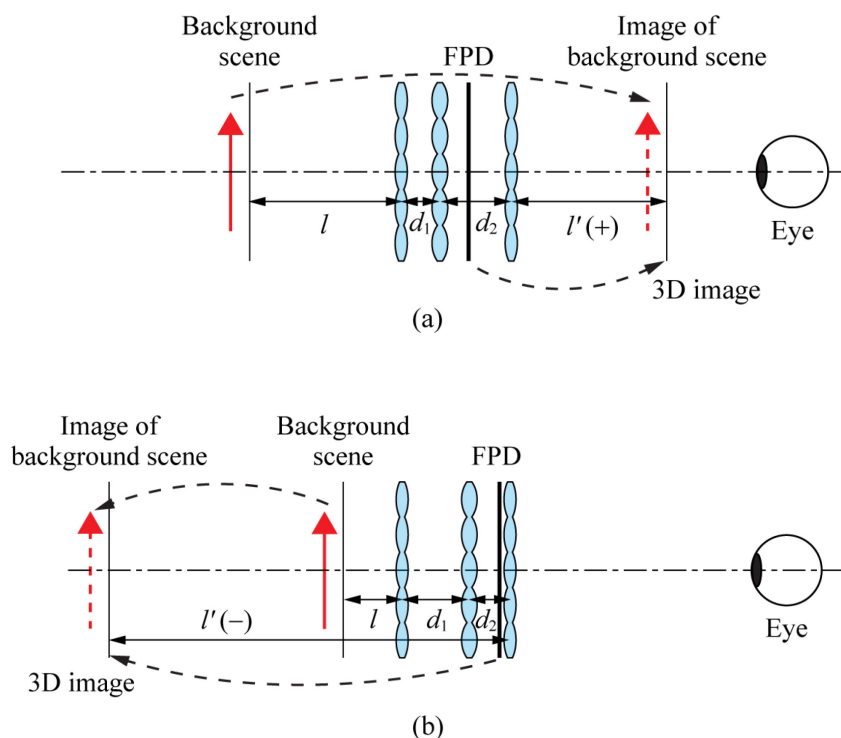 Background
scene
FPD
Image of
background scene
l
d₁
d₂
l′(+)
Eye
3D image
(a)
Image of
background scene
Background
scene
FPD
l′(−)
l
d₁
d₂
Eye
3D image
(b)